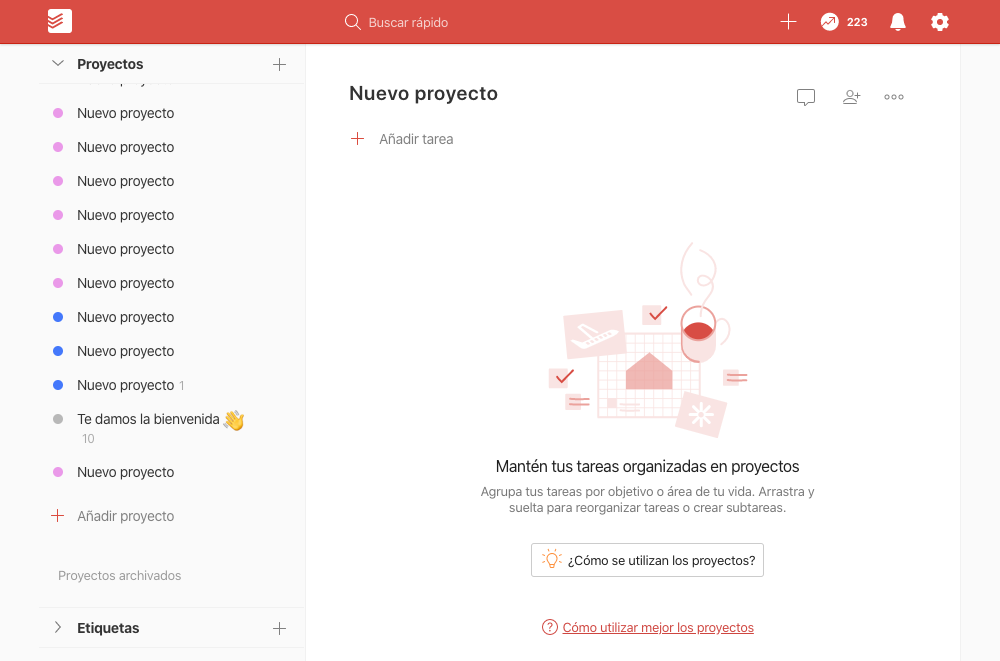 Buscar rápido
223
Proyectos
Nuevo proyecto
Nuevo proyecto
Nuevo proyecto
Nuevo proyecto
Nuevo proyecto
Nuevo proyecto
Nuevo proyecto
Nuevo proyecto
Nuevo proyecto 1
Te damos la bienvenida 👋
10
Nuevo proyecto
Añadir proyecto
Proyectos archivados
Etiquetas
Nuevo proyecto
Añadir tarea
Mantén tus tareas organizadas en proyectos
Agrupa tus tareas por objetivo o área de tu vida. Arrastra y
suelta para reorganizar tareas o crear subtareas.
¿Cómo se utilizan los proyectos?
Cómo utilizar mejor los proyectos